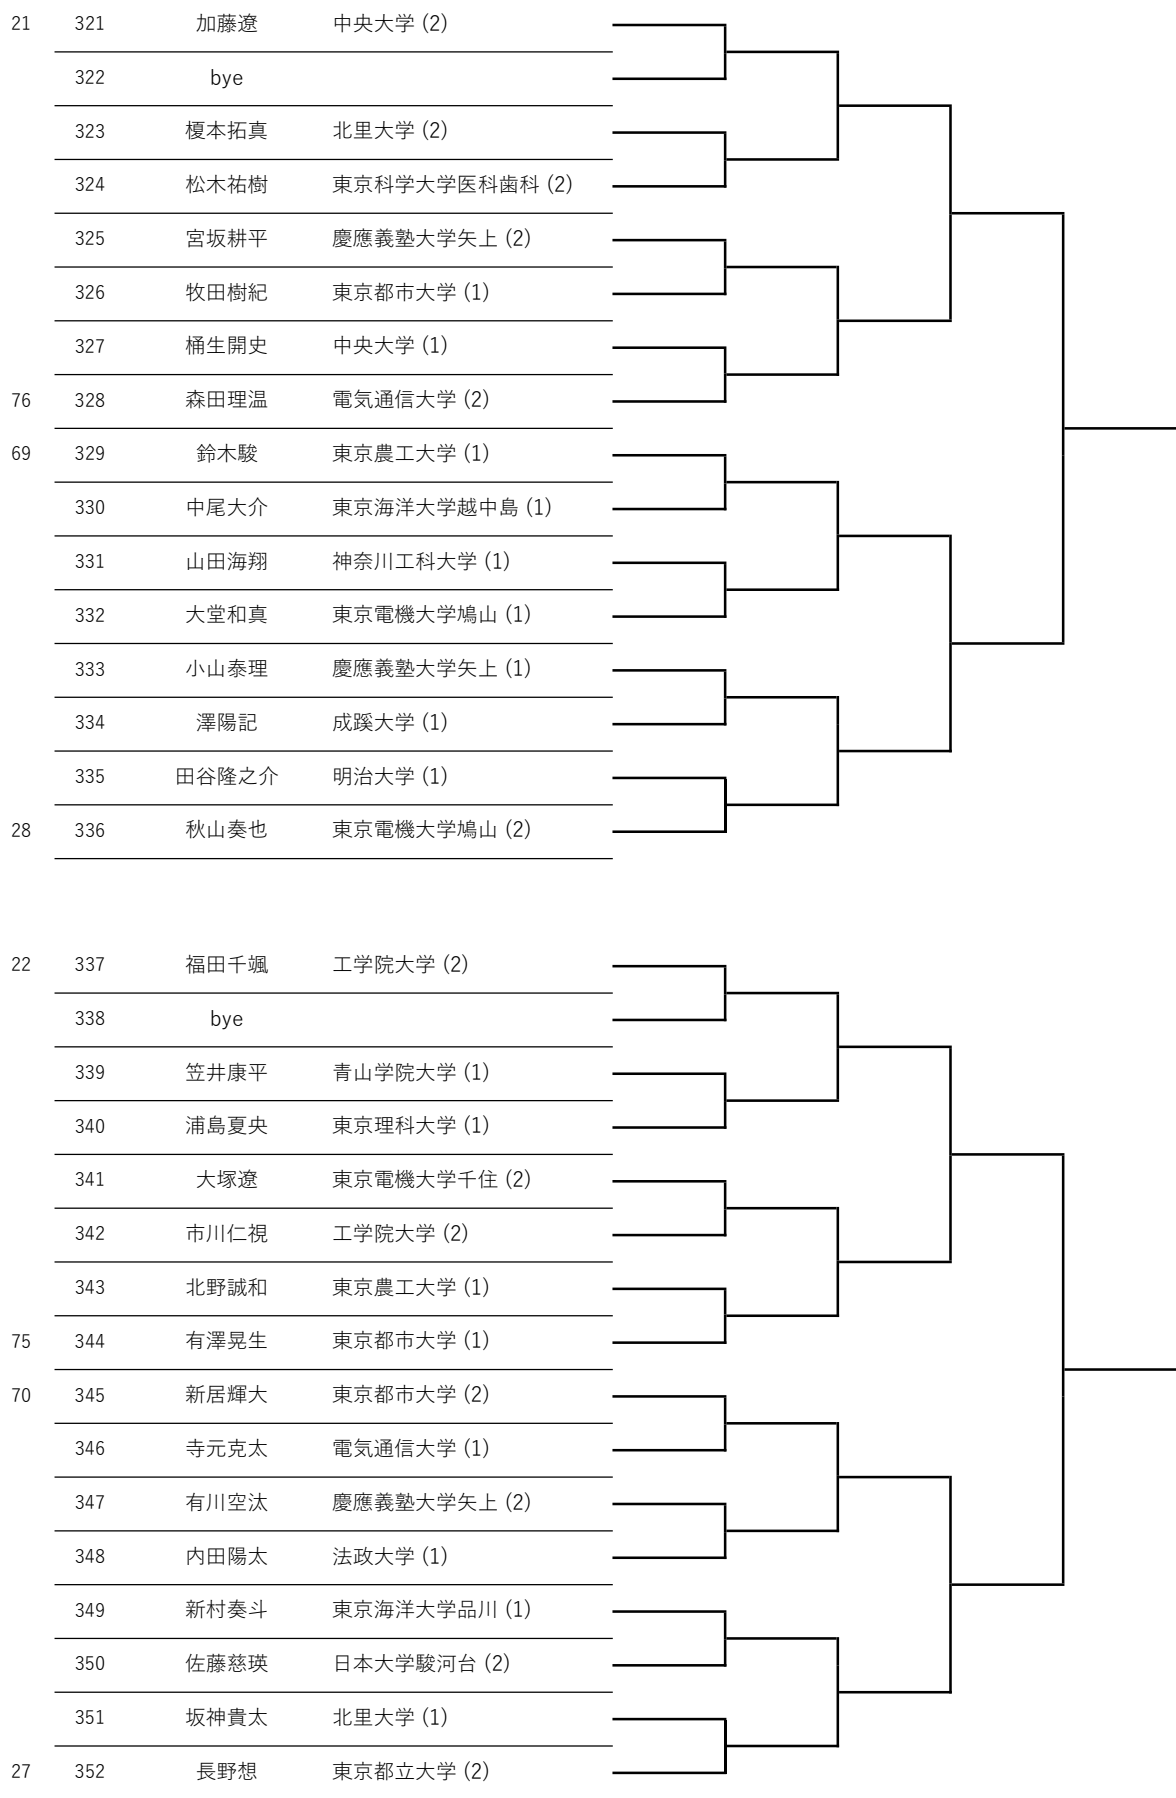 21 321 加藤遼 中央大学 (2)
322 bye
323 榎本拓真 北里大学 (2)
324 松木祐樹 東京科学大学医科歯科 (2)
325 宮坂耕平 慶應義塾大学矢上 (2)
326 牧田樹紀 東京都市大学 (1)
327 桶生開史 中央大学 (1)
76 328 森田理温 電気通信大学 (2)
69 329 鈴木駿 東京農工大学 (1)
330 中尾大介 東京海洋大学越中島 (1)
331 山田海翔 神奈川工科大学 (1)
332 大堂和真 東京電機大学鳩山 (1)
333 小山泰理 慶應義塾大学矢上 (1)
334 澤陽記 成蹊大学 (1)
335 田谷隆之介 明治大学 (1)
28 336 秋山奏也 東京電機大学鳩山 (2)
22 337 福田千颯 工学院大学 (2)
338 bye
339 笠井康平 青山学院大学 (1)
340 浦島夏央 東京理科大学 (1)
341 大塚遼 東京電機大学千住 (2)
342 市川仁視 工学院大学 (2)
343 北野誠和 東京農工大学 (1)
75 344 有澤晃生 東京都市大学 (1)
70 345 新居輝大 東京都市大学 (2)
346 寺元克太 電気通信大学 (1)
347 有川空汰 慶應義塾大学矢上 (2)
348 内田陽太 法政大学 (1)
349 新村奏斗 東京海洋大学品川 (1)
350 佐藤慈瑛 日本大学駿河台 (2)
351 坂神貴太 北里大学 (1)
27 352 長野想 東京都立大学 (2)